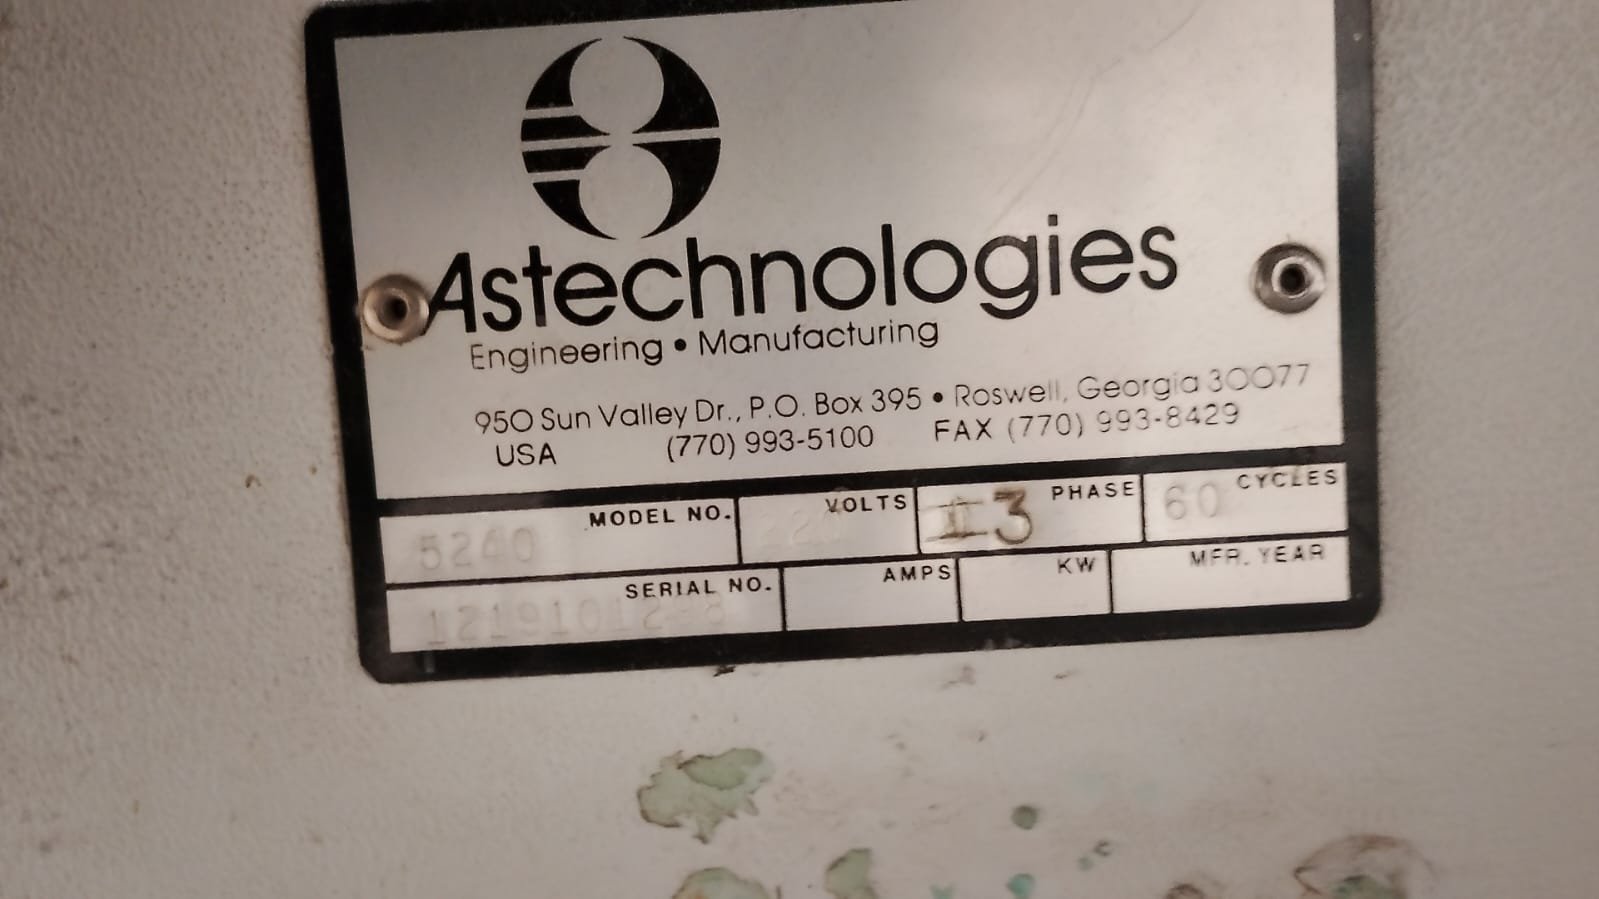 Astechnologies
Engineering • Manufacturing
950 Sun Valley Dr., P.O. Box 395 • Roswell, Georgia 30077
USA (770) 993-5100 FAX (770) 993-8429
MODEL NO. 5240 VOLTS PHASE 3 CYCLES 60
SERIAL NO. AMPS KW MFR. YEAR